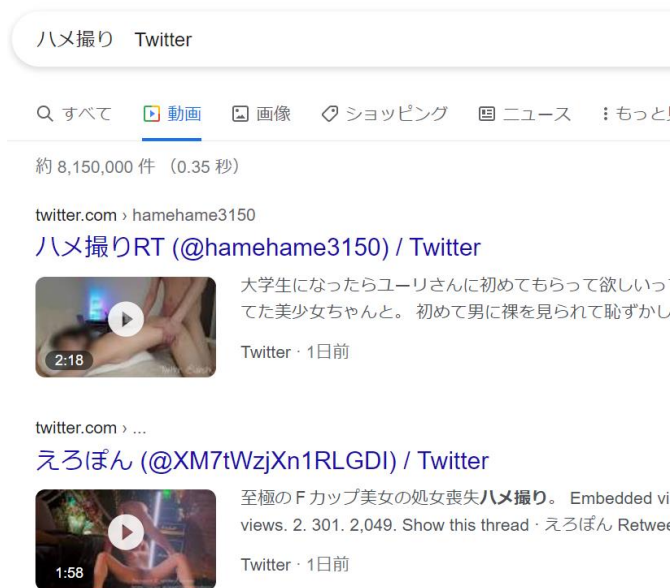 ハメ撮り Twitter
すべて 動画 画像 ショッピング ニュース もっと
約 8,150,000 件 （0.35 秒）
twitter.com › hamehame3150
ハメ撮りRT (@hamehame3150) / Twitter
大学生になったらユーリさんに初めてもらって欲しいっ
てた美少女ちゃんと。 初めて男に裸を見られて恥ずかし
2:18
Twitter · 1日前
twitter.com › ...
えろぽん (@XM7tWzjXn1RLGDI) / Twitter
至極のＦカップ美女の処女喪失ハメ撮り。 Embedded vi
views. 2. 301. 2,049. Show this thread · えろぽん Retwee
1:58
Twitter · 1日前